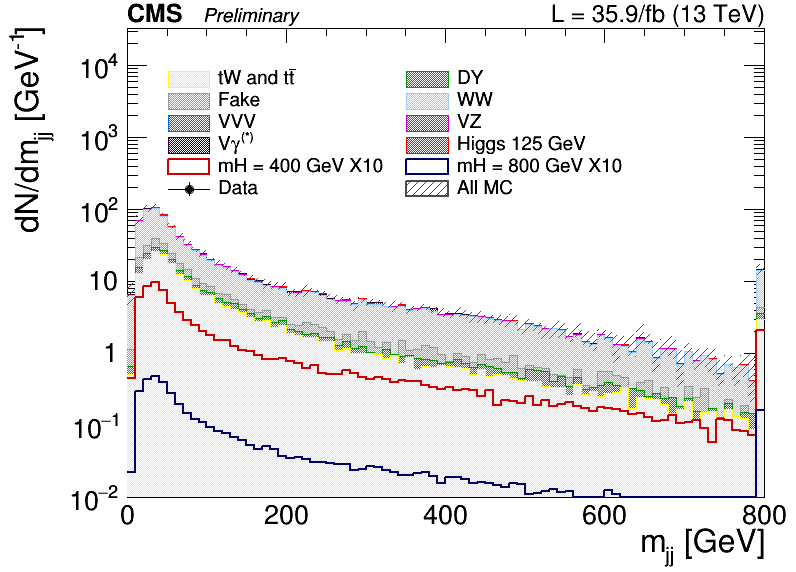 CMS Preliminary L = 35.9/fb (13 TeV)
dN/dm_jj [GeV⁻¹]
10⁴
10³
10²
10
1
10⁻¹
10⁻²
tW and tt̄ DY
Fake WW
VVV VZ
Vγ⁽*⁾ Higgs 125 GeV
mH = 400 GeV X10 mH = 800 GeV X10
Data All MC
0 200 400 600 800
m_jj [GeV]